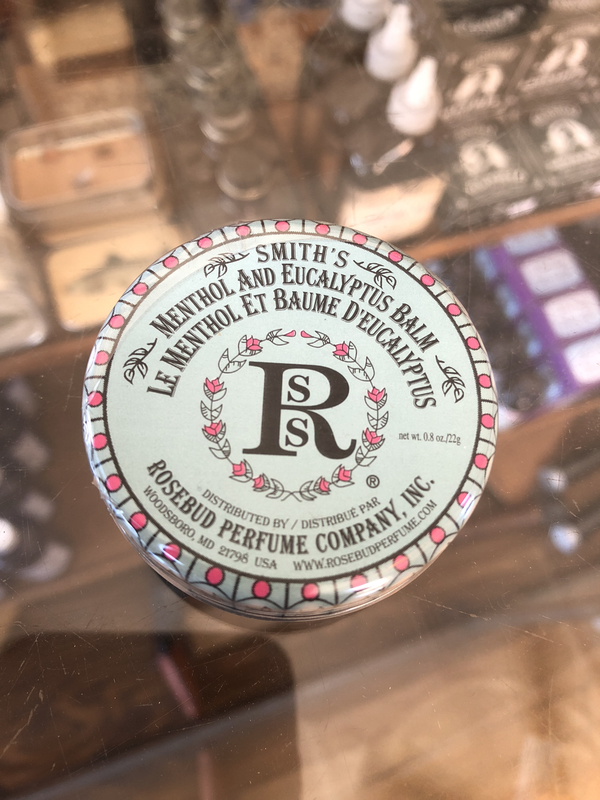 SMITH'S
MENTHOL AND EUCALYPTUS BALM
LE MENTHOL ET BAUME D'EUCALYPTUS
RSS
net wt. 0.8 oz./22g
®
DISTRIBUTED BY / DISTRIBUÉ PAR
ROSEBUD PERFUME COMPANY, INC.
WOODSBORO, MD 21798 USA WWW.ROSEBUDPERFUME.COM